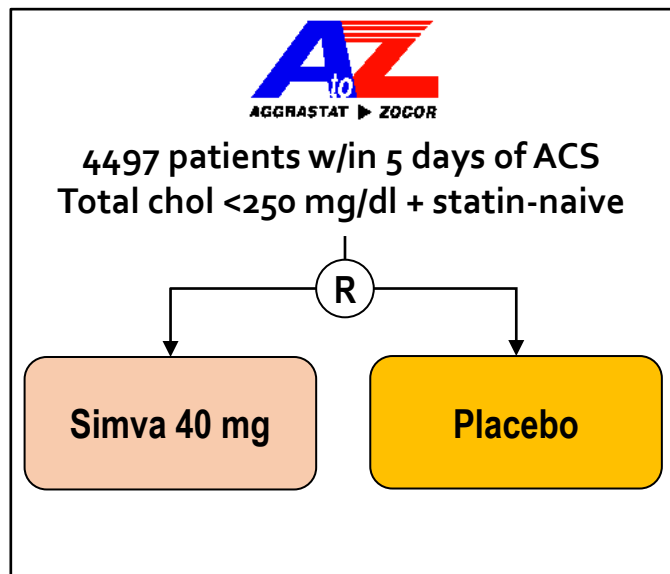 AtoZ
AGGRASTAT ▶ ZOCOR
4497 patients w/in 5 days of ACS
Total chol <250 mg/dl + statin-naive
R
Simva 40 mg
Placebo